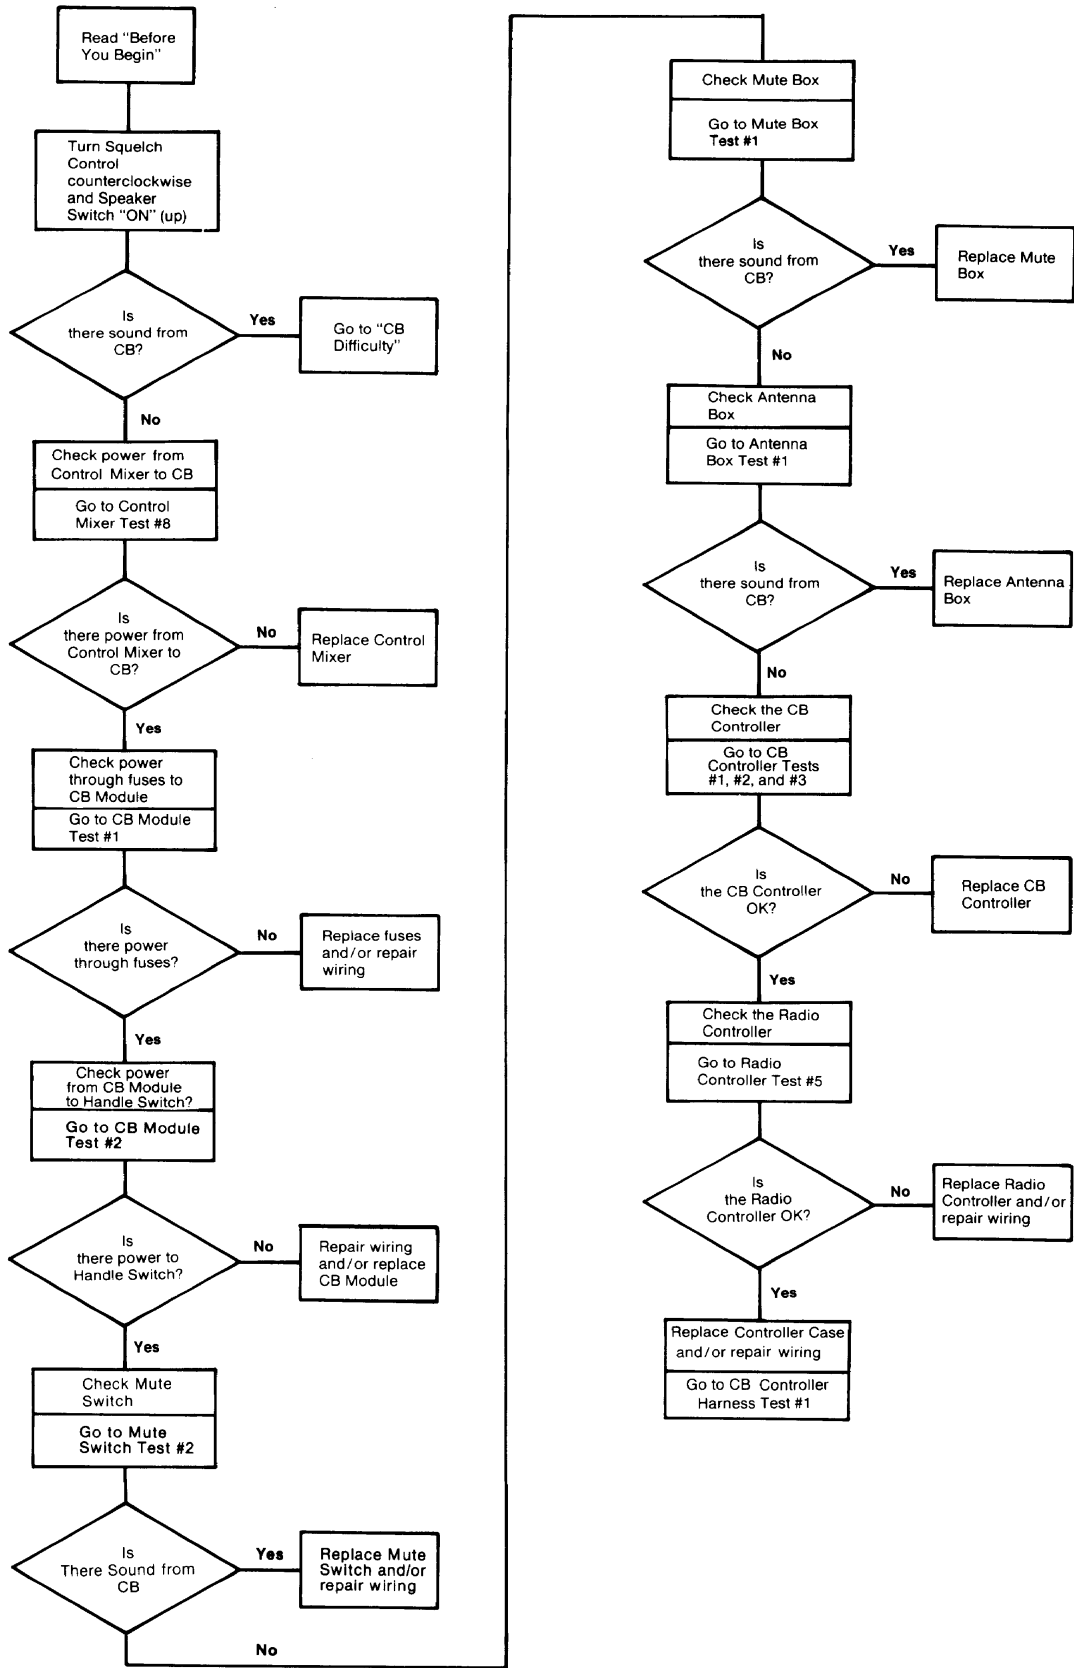 Read "Before
You Begin"
Turn Squelch
Control
counterclockwise
and Speaker
Switch "ON" (up)
Is
there sound from
CB?
Yes
Go to "CB
Difficulty"
No
Check power from
Control Mixer to CB
Go to Control
Mixer Test #8
Is
there power from
Control Mixer to
CB?
No
Replace Control
Mixer
Yes
Check power
through fuses to
CB Module
Go to CB Module
Test #1
Is
there power
through fuses?
No
Replace fuses
and/or repair
wiring
Yes
Check power
from CB Module
to Handle Switch?
Go to CB Module
Test #2
Is
there power to
Handle Switch?
No
Repair wiring
and/or replace
CB Module
Yes
Check Mute
Switch
Go to Mute
Switch Test #2
Is
There Sound from
CB
Yes
Replace Mute
Switch and/or
repair wiring
No
Check Mute Box
Go to Mute Box
Test #1
Is
there sound from
CB?
Yes
Replace Mute
Box
No
Check Antenna
Box
Go to Antenna
Box Test #1
Is
there sound from
CB?
Yes
Replace Antenna
Box
No
Check the CB
Controller
Go to CB
Controller Tests
#1, #2, and #3
Is
the CB Controller
OK?
No
Replace CB
Controller
Yes
Check the Radio
Controller
Go to Radio
Controller Test #5
Is
the Radio
Controller OK?
No
Replace Radio
Controller and/or
repair wiring
Yes
Replace Controller Case
and/or repair wiring
Go to CB Controller
Harness Test #1